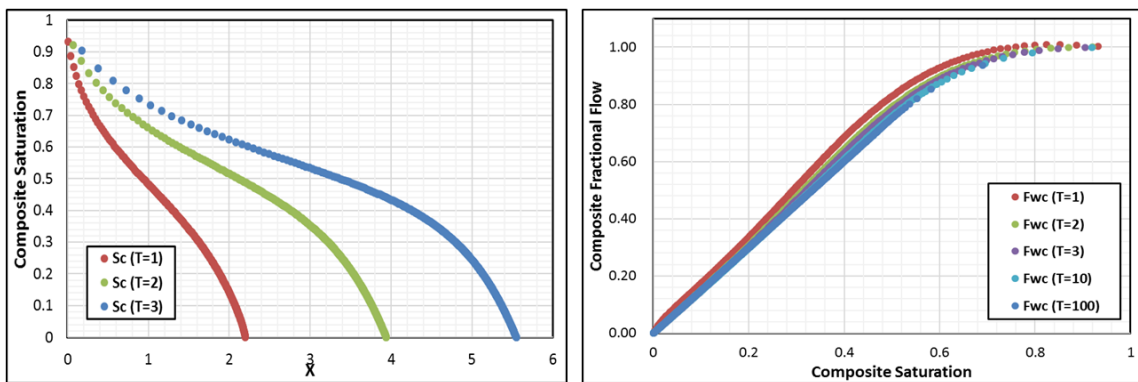 1
0.9
0.8
0.7
0.6
0.5
0.4
0.3
0.2
0.1
0
Composite Saturation
Sc (T=1)
Sc (T=2)
Sc (T=3)
0 1 2 3 4 5 6
X
1.00
0.80
0.60
0.40
0.20
0.00
Composite Fractional Flow
Fwc (T=1)
Fwc (T=2)
Fwc (T=3)
Fwc (T=10)
Fwc (T=100)
0 0.2 0.4 0.6 0.8 1
Composite Saturation